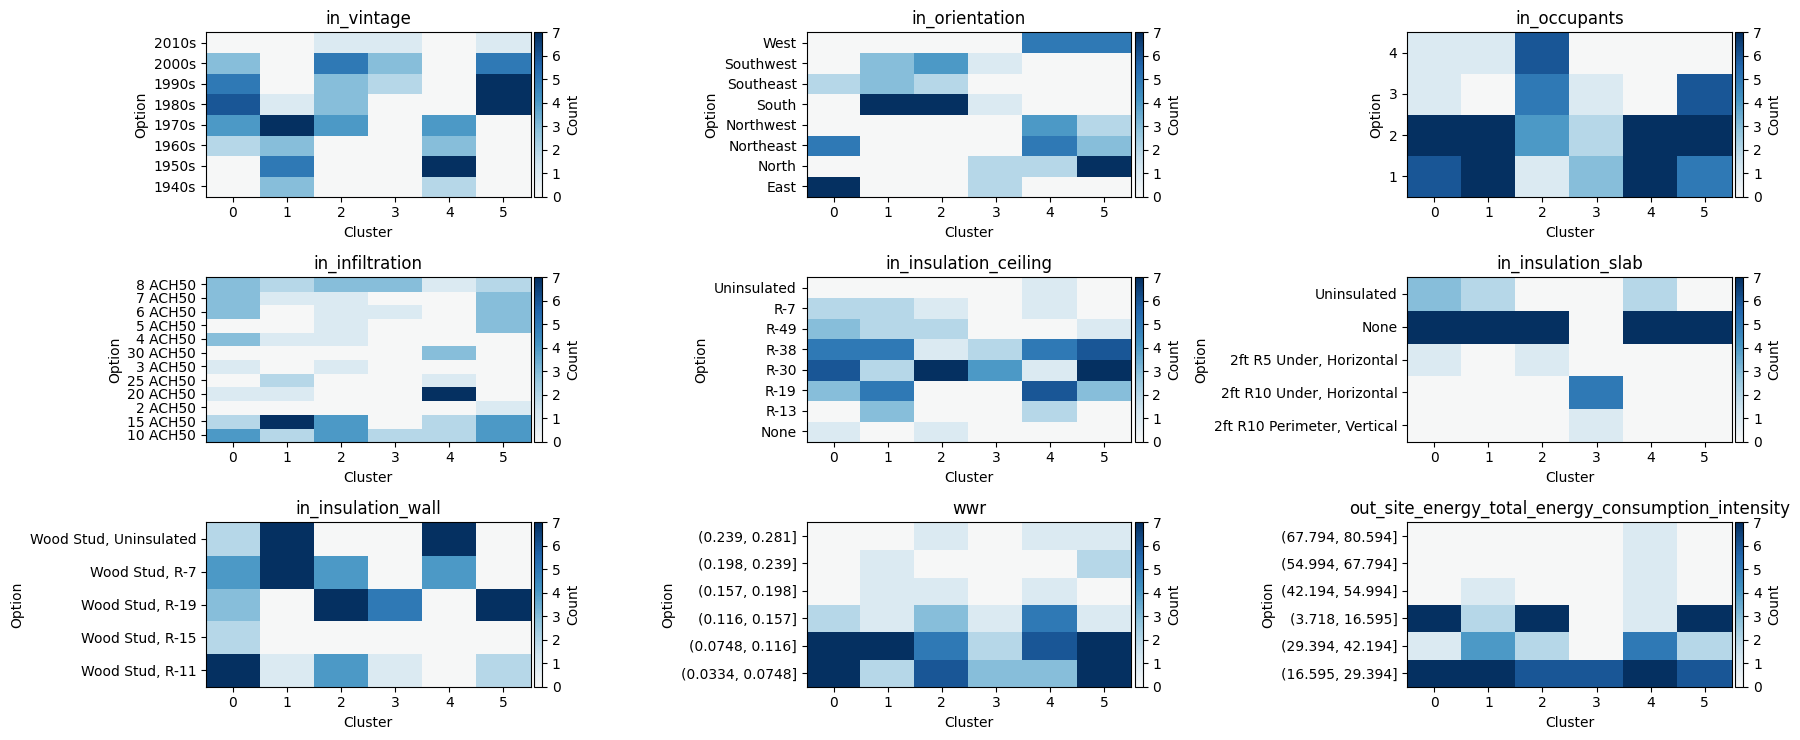 in_vintage
2010s
2000s
1990s
1980s
1970s
1960s
1950s
1940s
Option
0 1 2 3 4 5
Cluster
7
6
5
4
3
2
1
0
Count
in_orientation
West
Southwest
Southeast
South
Northwest
Northeast
North
East
Option
0 1 2 3 4 5
Cluster
7
6
5
4
3
2
1
0
Count
in_occupants
4
3
2
1
Option
0 1 2 3 4 5
Cluster
7
6
5
4
3
2
1
0
Count
in_infiltration
8 ACH50
7 ACH50
6 ACH50
5 ACH50
4 ACH50
30 ACH50
3 ACH50
25 ACH50
20 ACH50
2 ACH50
15 ACH50
10 ACH50
Option
0 1 2 3 4 5
Cluster
7
6
5
4
3
2
1
0
Count
in_insulation_ceiling
Uninsulated
R-7
R-49
R-38
R-30
R-19
R-13
None
Option
0 1 2 3 4 5
Cluster
7
6
5
4
3
2
1
0
Count
in_insulation_slab
Uninsulated
None
2ft R5 Under, Horizontal
2ft R10 Under, Horizontal
2ft R10 Perimeter, Vertical
Option
0 1 2 3 4 5
Cluster
7
6
5
4
3
2
1
0
Count
in_insulation_wall
Wood Stud, Uninsulated
Wood Stud, R-7
Wood Stud, R-19
Wood Stud, R-15
Wood Stud, R-11
Option
0 1 2 3 4 5
Cluster
7
6
5
4
3
2
1
0
Count
wwr
(0.239, 0.281]
(0.198, 0.239]
(0.157, 0.198]
(0.116, 0.157]
(0.0748, 0.116]
(0.0334, 0.0748]
Option
0 1 2 3 4 5
Cluster
7
6
5
4
3
2
1
0
Count
out_site_energy_total_energy_consumption_intensity
(67.794, 80.594]
(54.994, 67.794]
(42.194, 54.994]
(3.718, 16.595]
(29.394, 42.194]
(16.595, 29.394]
Option
0 1 2 3 4 5
Cluster
7
6
5
4
3
2
1
0
Count